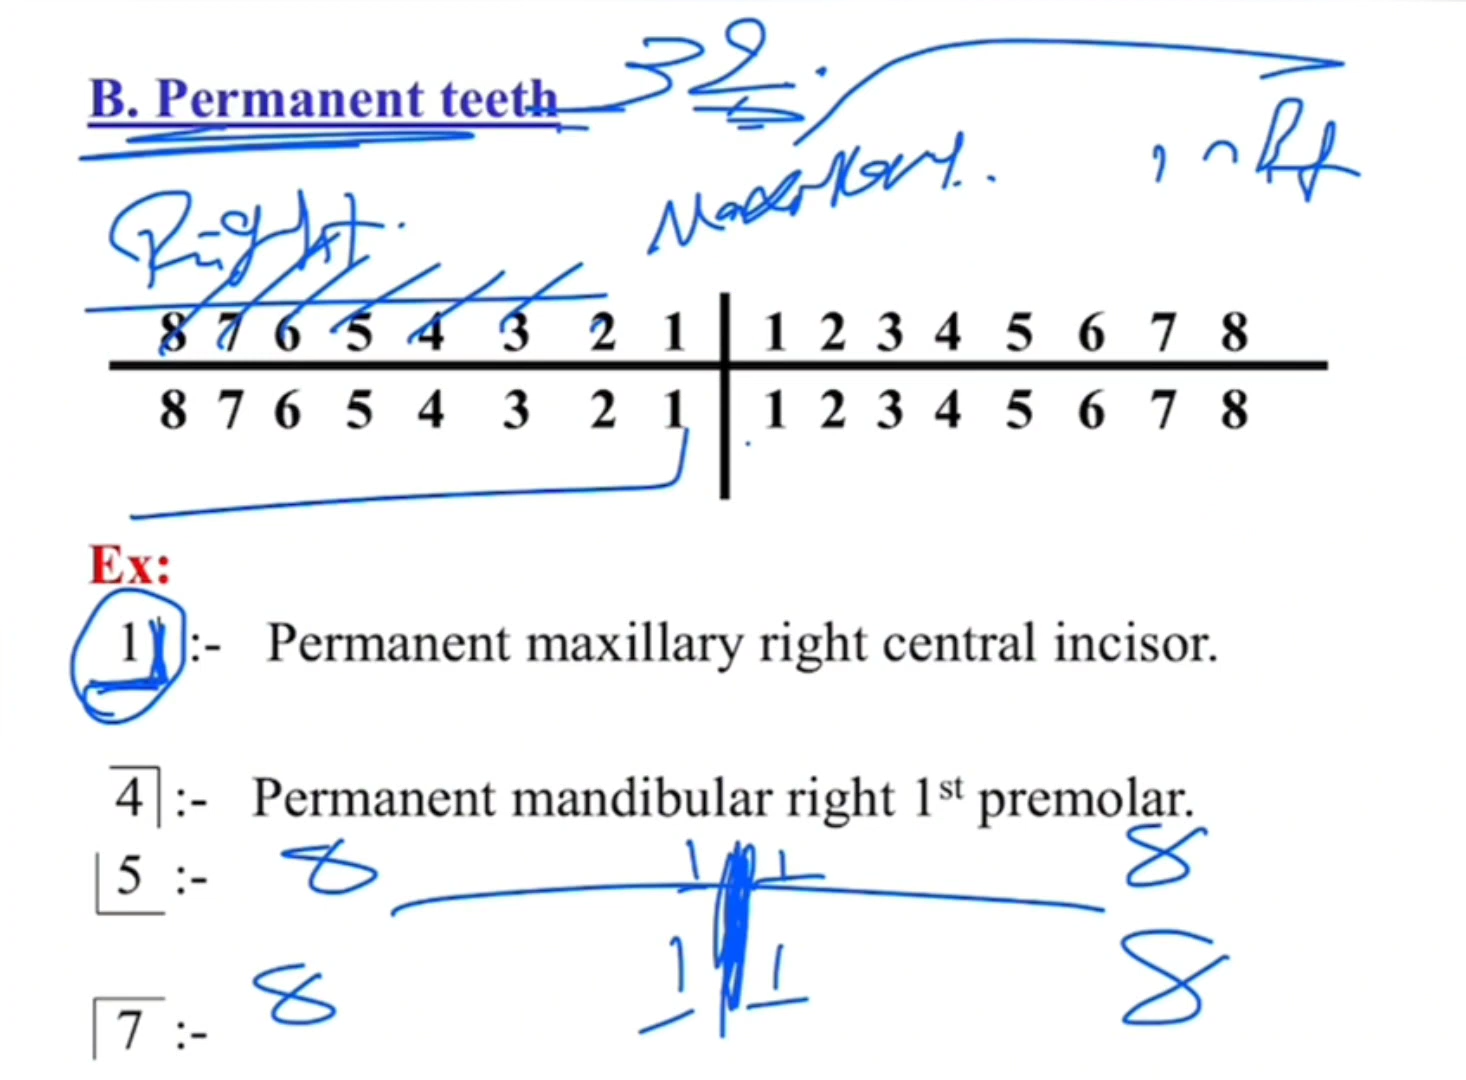 B. Permanent teeth 32.
Right.
8 7 6 5 4 3 2 1 | 1 2 3 4 5 6 7 8
8 7 6 5 4 3 2 1 | 1 2 3 4 5 6 7 8
Ex:
1 :- Permanent maxillary right central incisor.
4 :- Permanent mandibular right 1st premolar.
5 :-
8 1 1 8
8 1 1 8
7 :-